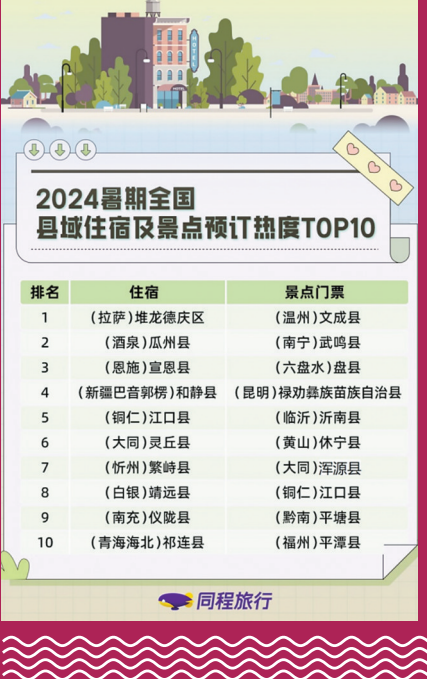 HOTEL
2024暑期全国
县域住宿及景点预订热度TOP10
排名 住宿 景点门票
1 (拉萨)堆龙德庆区 (温州)文成县
2 (酒泉)瓜州县 (南宁)武鸣县
3 (恩施)宣恩县 (六盘水)盘县
4 (新疆巴音郭楞)和静县 (昆明)禄劝彝族苗族自治县
5 (铜仁)江口县 (临沂)沂南县
6 (大同)灵丘县 (黄山)休宁县
7 (忻州)繁峙县 (大同)浑源县
8 (白银)靖远县 (铜仁)江口县
9 (南充)仪陇县 (黔南)平塘县
10 (青海海北)祁连县 (福州)平潭县
同程旅行